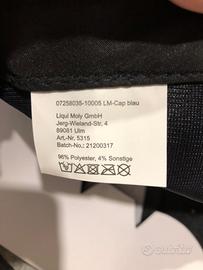 07258035-10005 LM-Cap blau
Liqui Moly GmbH
Jerg-Wieland-Str. 4
89081 Ulm
Art.-Nr. 5315
Batch-No.: 21200317
96% Polyester, 4% Sonstige
subito